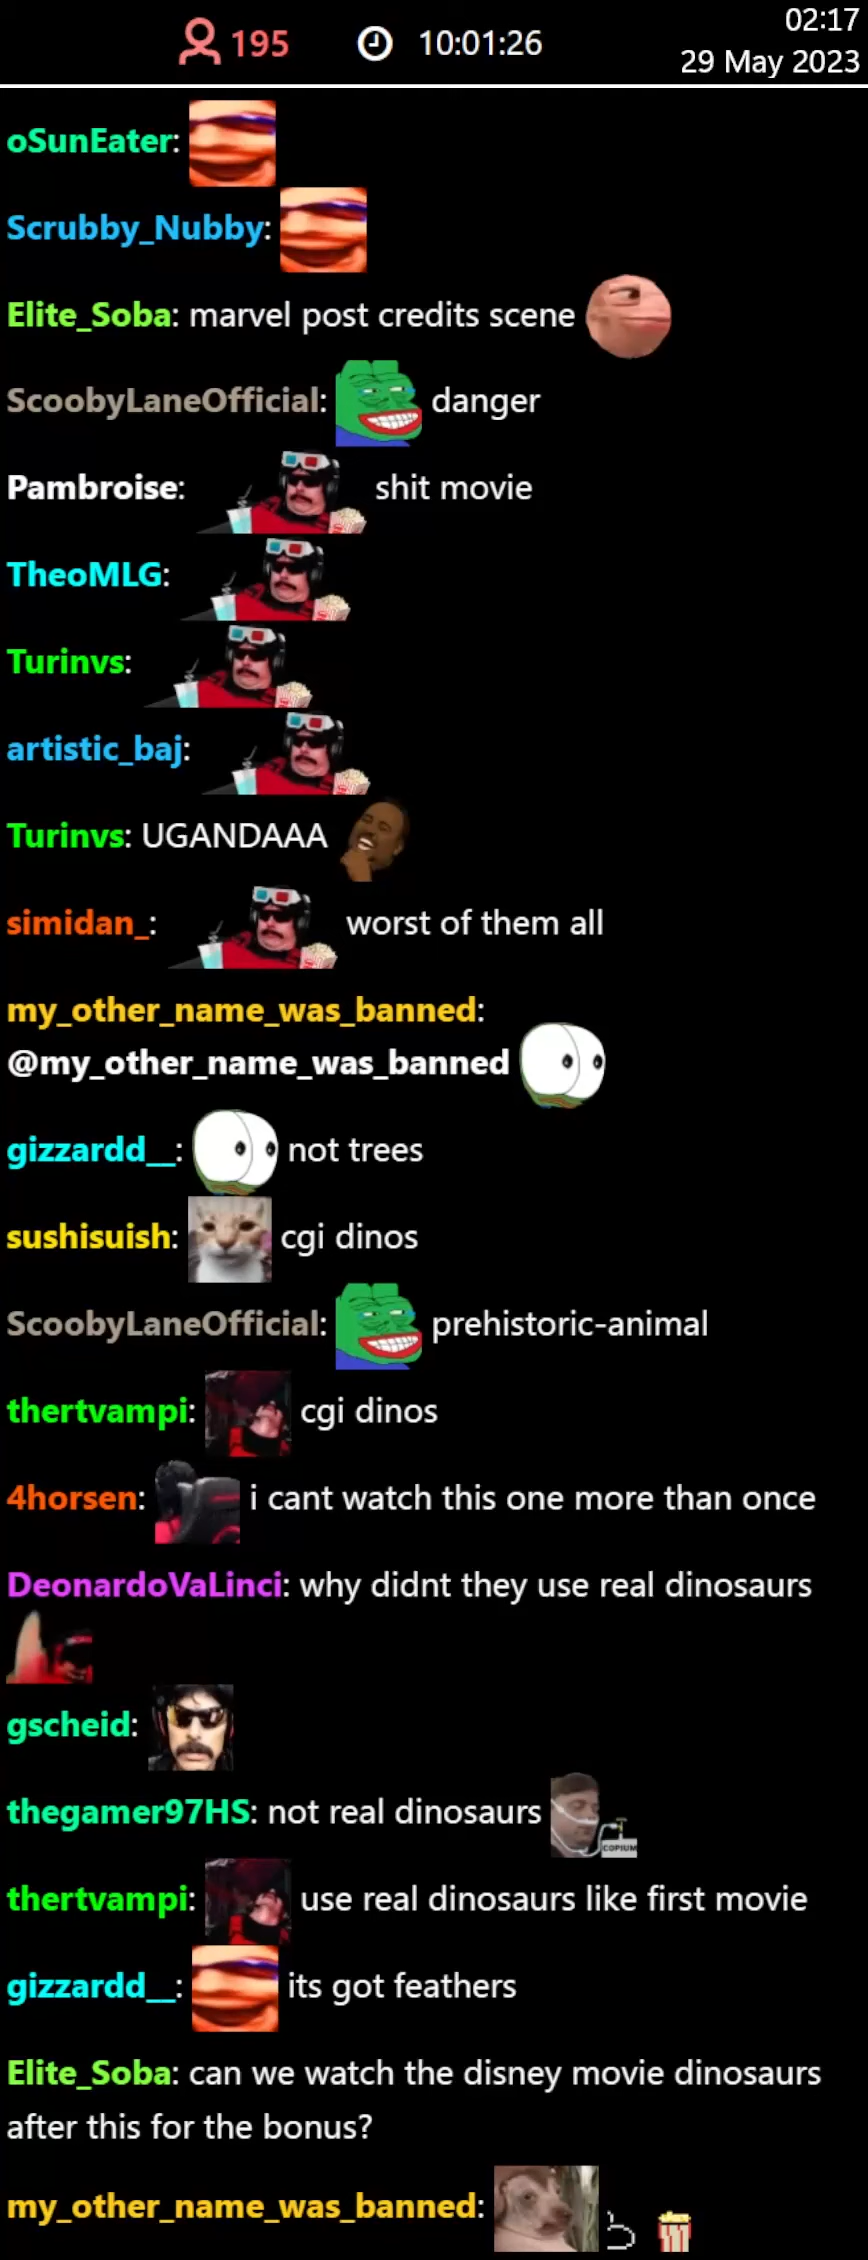 195 10:01:26 02:17
29 May 2023
oSunEater:
Scrubby_Nubby:
Elite_Soba: marvel post credits scene
ScoobyLaneOfficial: danger
Pambroise: shit movie
TheoMLG:
Turinvs:
artistic_baj:
Turinvs: UGANDAAA
simidan_: worst of them all
my_other_name_was_banned:
@my_other_name_was_banned
gizzardd__: not trees
sushisuish: cgi dinos
ScoobyLaneOfficial: prehistoric-animal
thertvampi: cgi dinos
4horsen: i cant watch this one more than once
DeonardoVaLinci: why didnt they use real dinosaurs
gscheid:
thegamer97HS: not real dinosaurs
COPIUM
thertvampi: use real dinosaurs like first movie
gizzardd__: its got feathers
Elite_Soba: can we watch the disney movie dinosaurs
after this for the bonus?
my_other_name_was_banned: